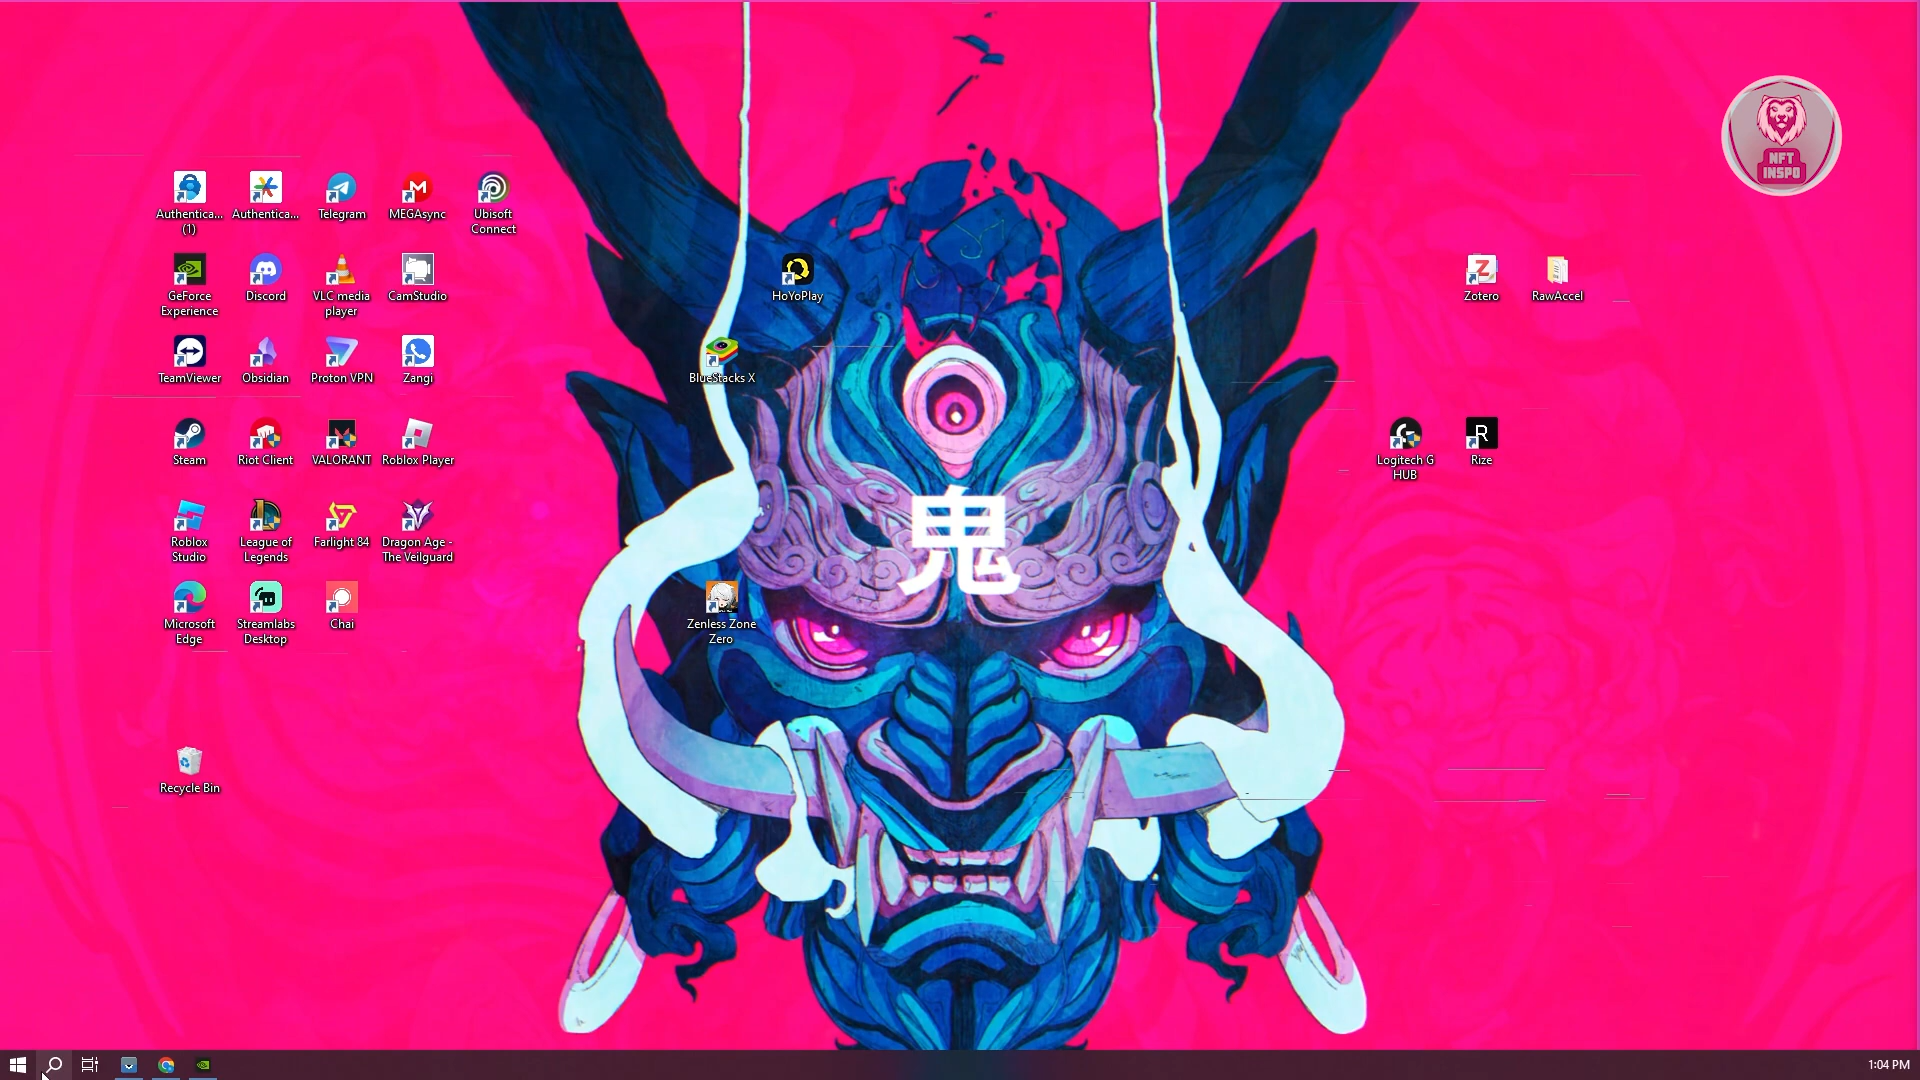 NFT
INSPO
Authentica...
(1)
Authentica...
Telegram
MEGAsync
Ubisoft
Connect
GeForce
Experience
Discord
VLC media
player
CamStudio
HoYoPlay
Zotero
RawAccel
TeamViewer
Obsidian
Proton VPN
Zangi
BlueStacks X
Steam
Riot Client
VALORANT
Roblox Player
Logitech G
HUB
Rize
鬼
Roblox
Studio
League of
Legends
Farlight 84
Dragon Age -
The Veilguard
Microsoft
Edge
Streamlabs
Desktop
Chai
Zenless Zone
Zero
Recycle Bin
1:04 PM